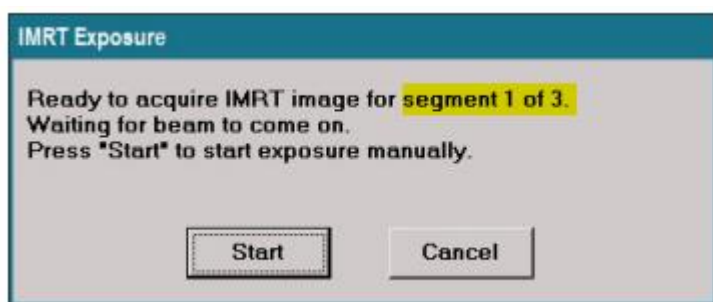 IMRT Exposure
Ready to acquire IMRT image for segment 1 of 3.
Waiting for beam to come on.
Press "Start" to start exposure manually.
Start
Cancel